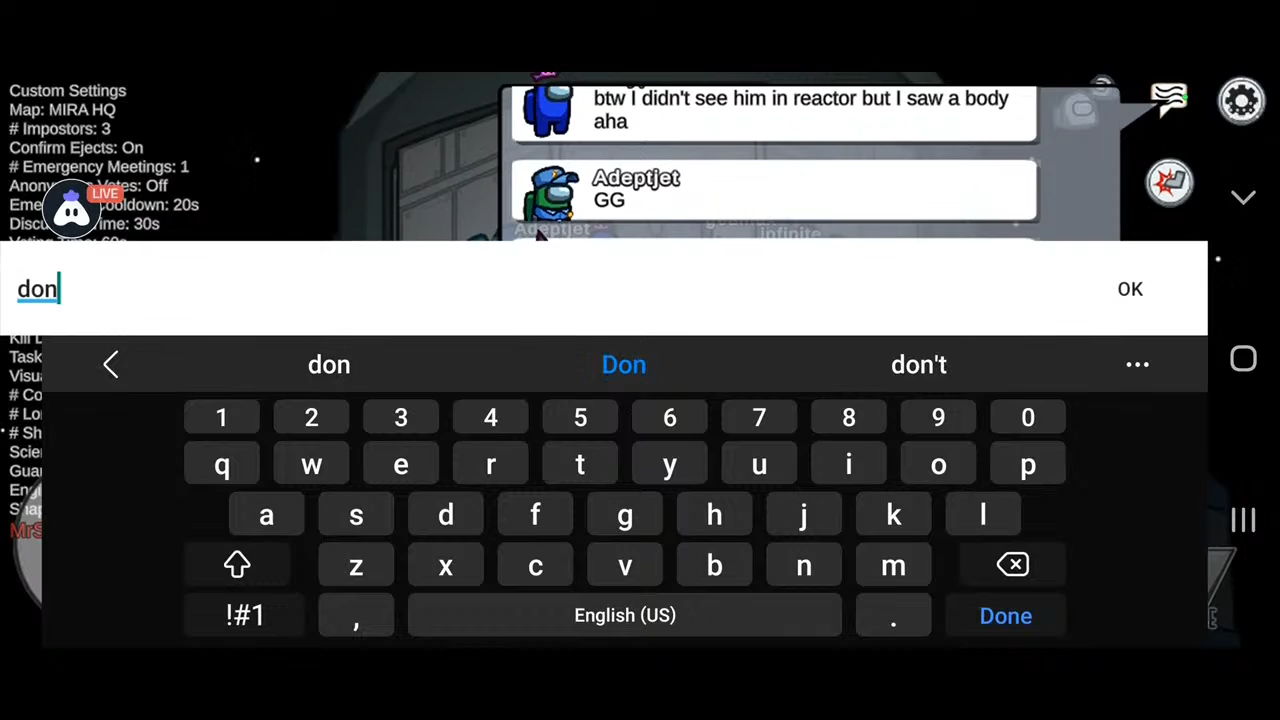 Custom Settings
Map: MIRA HQ
# Impostors: 3
Confirm Ejects: On
# Emergency Meetings: 1
Votes: Off
LIVE
20s
30s
btw I didn't see him in reactor but I saw a body
aha
Adeptjet
GG
Adeptjet
infinite
don
OK
don
Don
don't
1 2 3 4 5 6 7 8 9 0
q w e r t y u i o p
a s d f g h j k l
z x c v b n m
!#1 , English (US) . Done